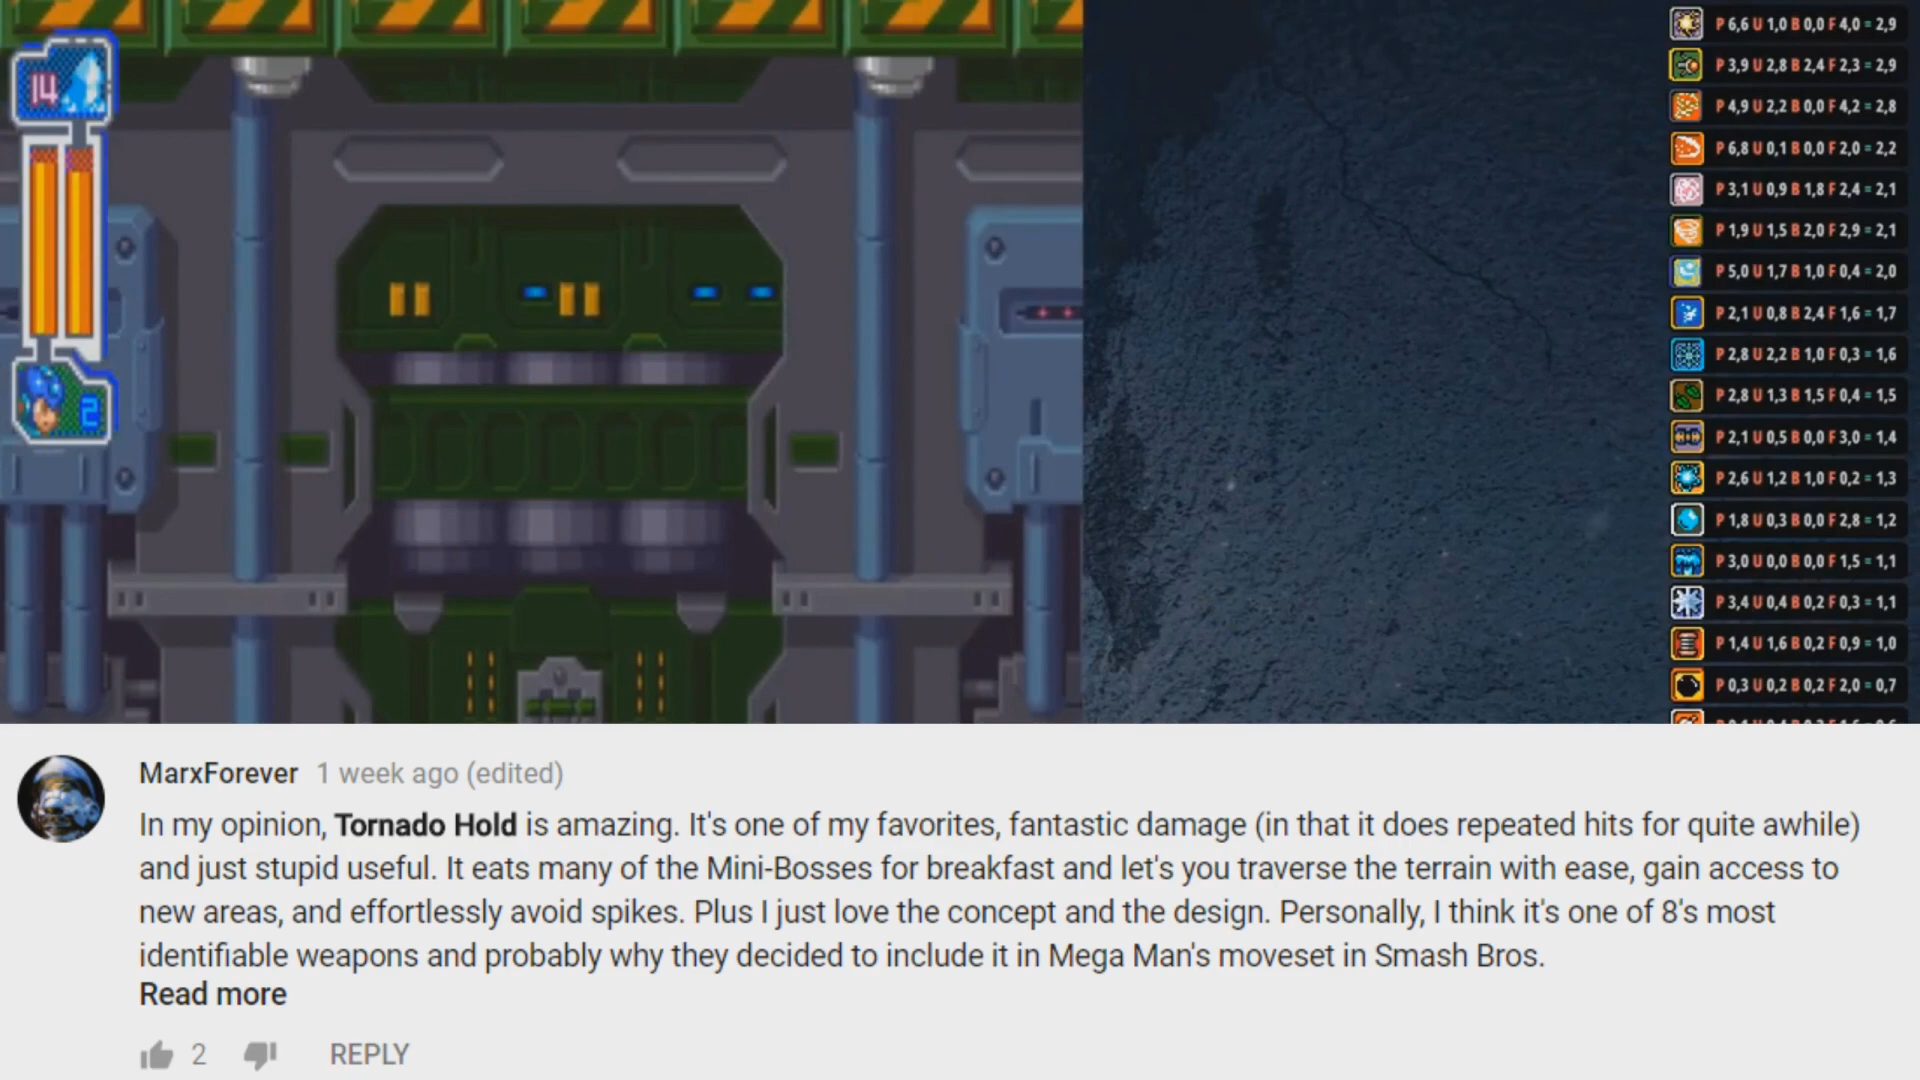 14
2
P 6,6 U 1,0 B 0,0 F 4,0 = 2,9
P 3,9 U 2,8 B 2,4 F 2,3 = 2,9
P 4,9 U 2,2 B 0,0 F 4,2 = 2,8
P 6,8 U 0,1 B 0,0 F 2,0 = 2,2
P 3,1 U 0,9 B 1,8 F 2,4 = 2,1
P 1,9 U 1,5 B 2,0 F 2,9 = 2,1
P 5,0 U 1,7 B 1,0 F 0,4 = 2,0
P 2,1 U 0,8 B 2,4 F 1,6 = 1,7
P 2,8 U 2,2 B 1,0 F 0,3 = 1,6
P 2,8 U 1,3 B 1,5 F 0,4 = 1,5
P 2,1 U 0,5 B 0,0 F 3,0 = 1,4
P 2,6 U 1,2 B 1,0 F 0,2 = 1,3
P 1,8 U 0,3 B 0,0 F 2,8 = 1,2
P 3,0 U 0,0 B 0,0 F 1,5 = 1,1
P 3,4 U 0,4 B 0,2 F 0,3 = 1,1
P 1,4 U 1,6 B 0,2 F 0,9 = 1,0
P 0,3 U 0,2 B 0,2 F 2,0 = 0,7
MarxForever 1 week ago (edited)
In my opinion, Tornado Hold is amazing. It's one of my favorites, fantastic damage (in that it does repeated hits for quite awhile)
and just stupid useful. It eats many of the Mini-Bosses for breakfast and let's you traverse the terrain with ease, gain access to
new areas, and effortlessly avoid spikes. Plus I just love the concept and the design. Personally, I think it's one of 8's most
identifiable weapons and probably why they decided to include it in Mega Man's moveset in Smash Bros.
Read more
2 REPLY